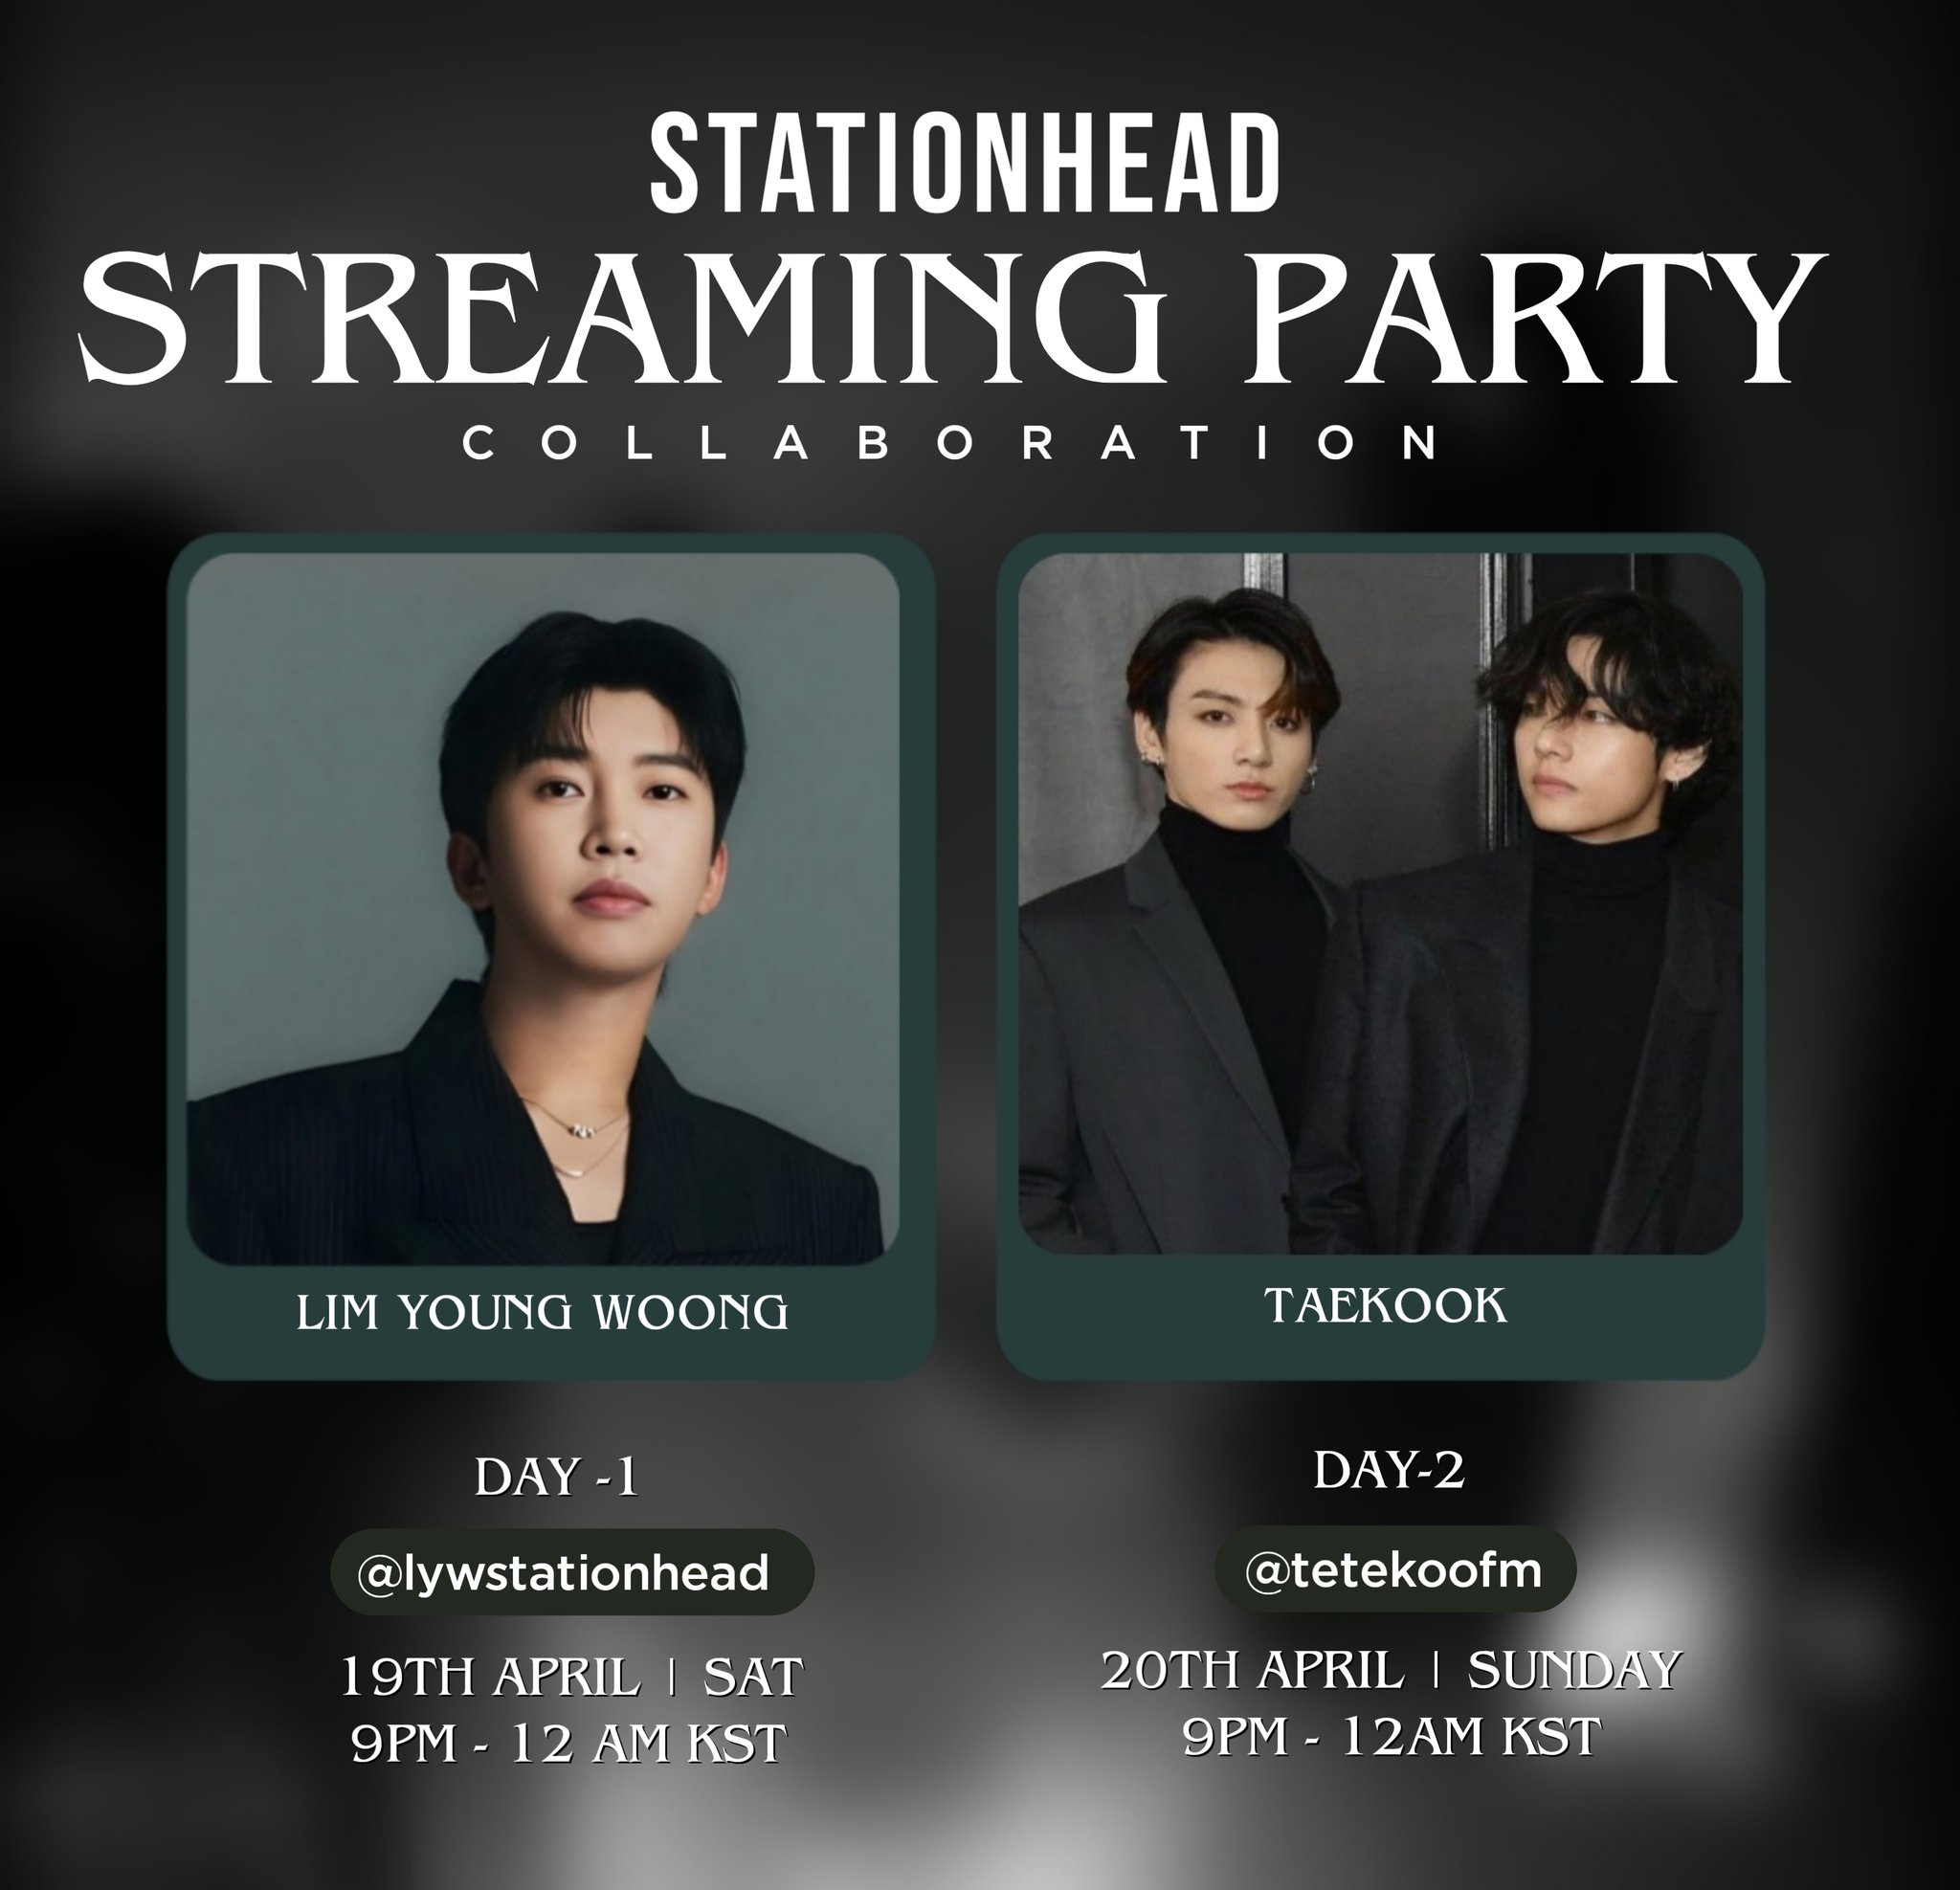 STATIONHEAD
STREAMING PARTY
COLLABORATION
LIM YOUNG WOONG
TAEKOOK
DAY -1
@lywstationhead
19TH APRIL | SAT
9PM - 12 AM KST
DAY-2
@tetekoofm
20TH APRIL | SUNDAY
9PM - 12AM KST